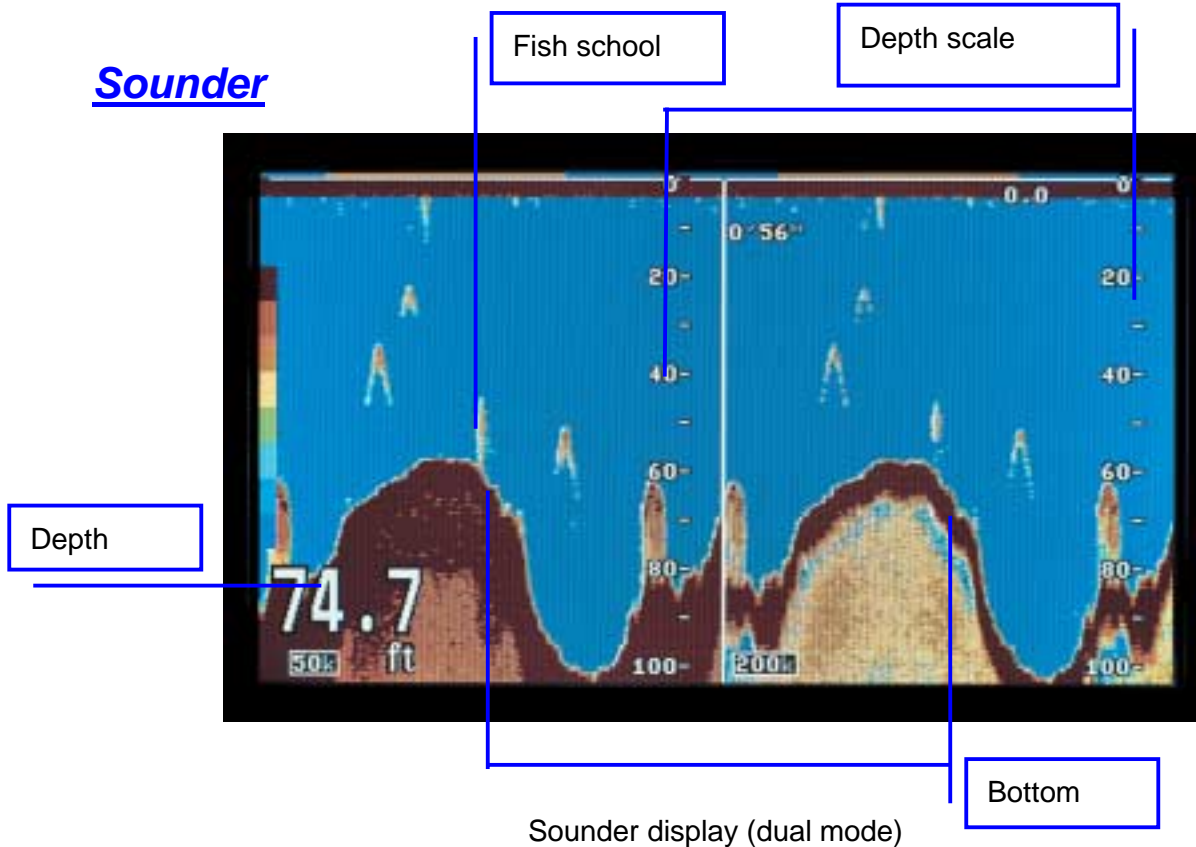 Fish school
Depth scale
Sounder
0
0.0
0
0'56"
20-
20-
40-
40-
60-
60-
Depth
80-
80-
74.7
ft
50k
100-
200k
100-
Bottom
Sounder display (dual mode)